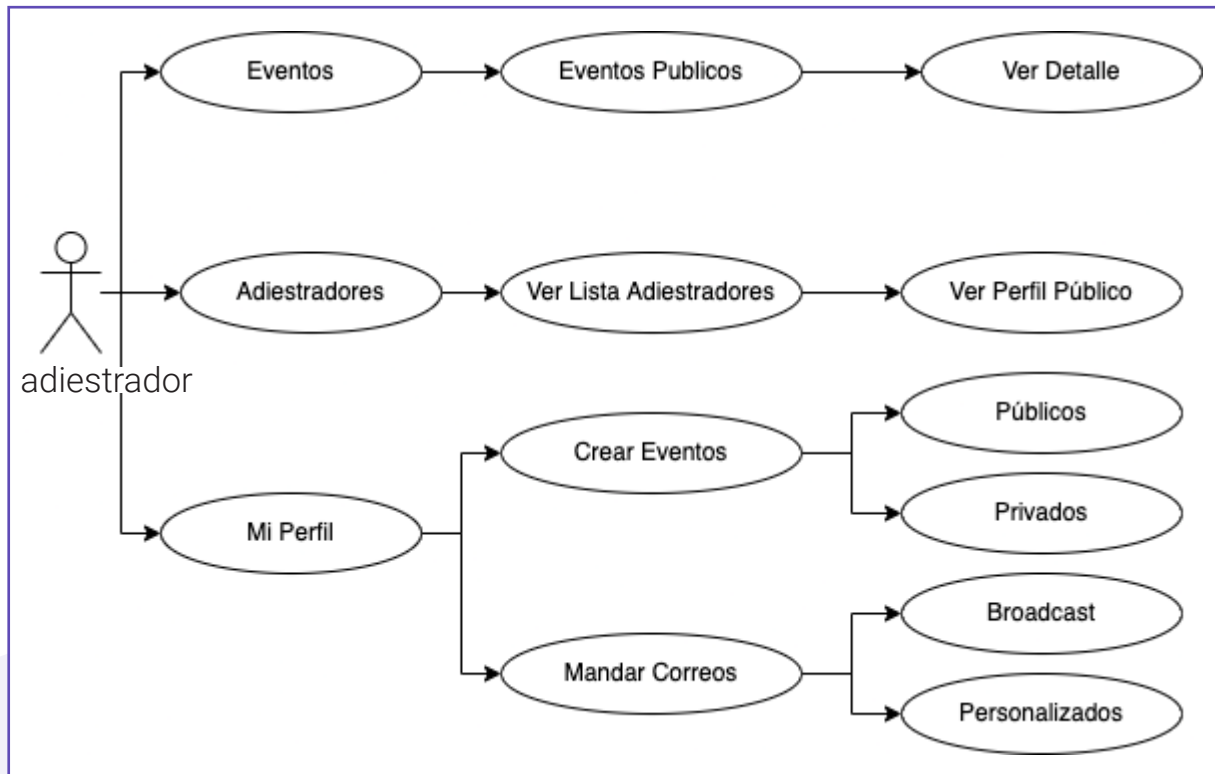 Eventos
Eventos Publicos
Ver Detalle
Adiestradores
Ver Lista Adiestradores
Ver Perfil Público
adiestrador
Mi Perfil
Crear Eventos
Públicos
Privados
Mandar Correos
Broadcast
Personalizados